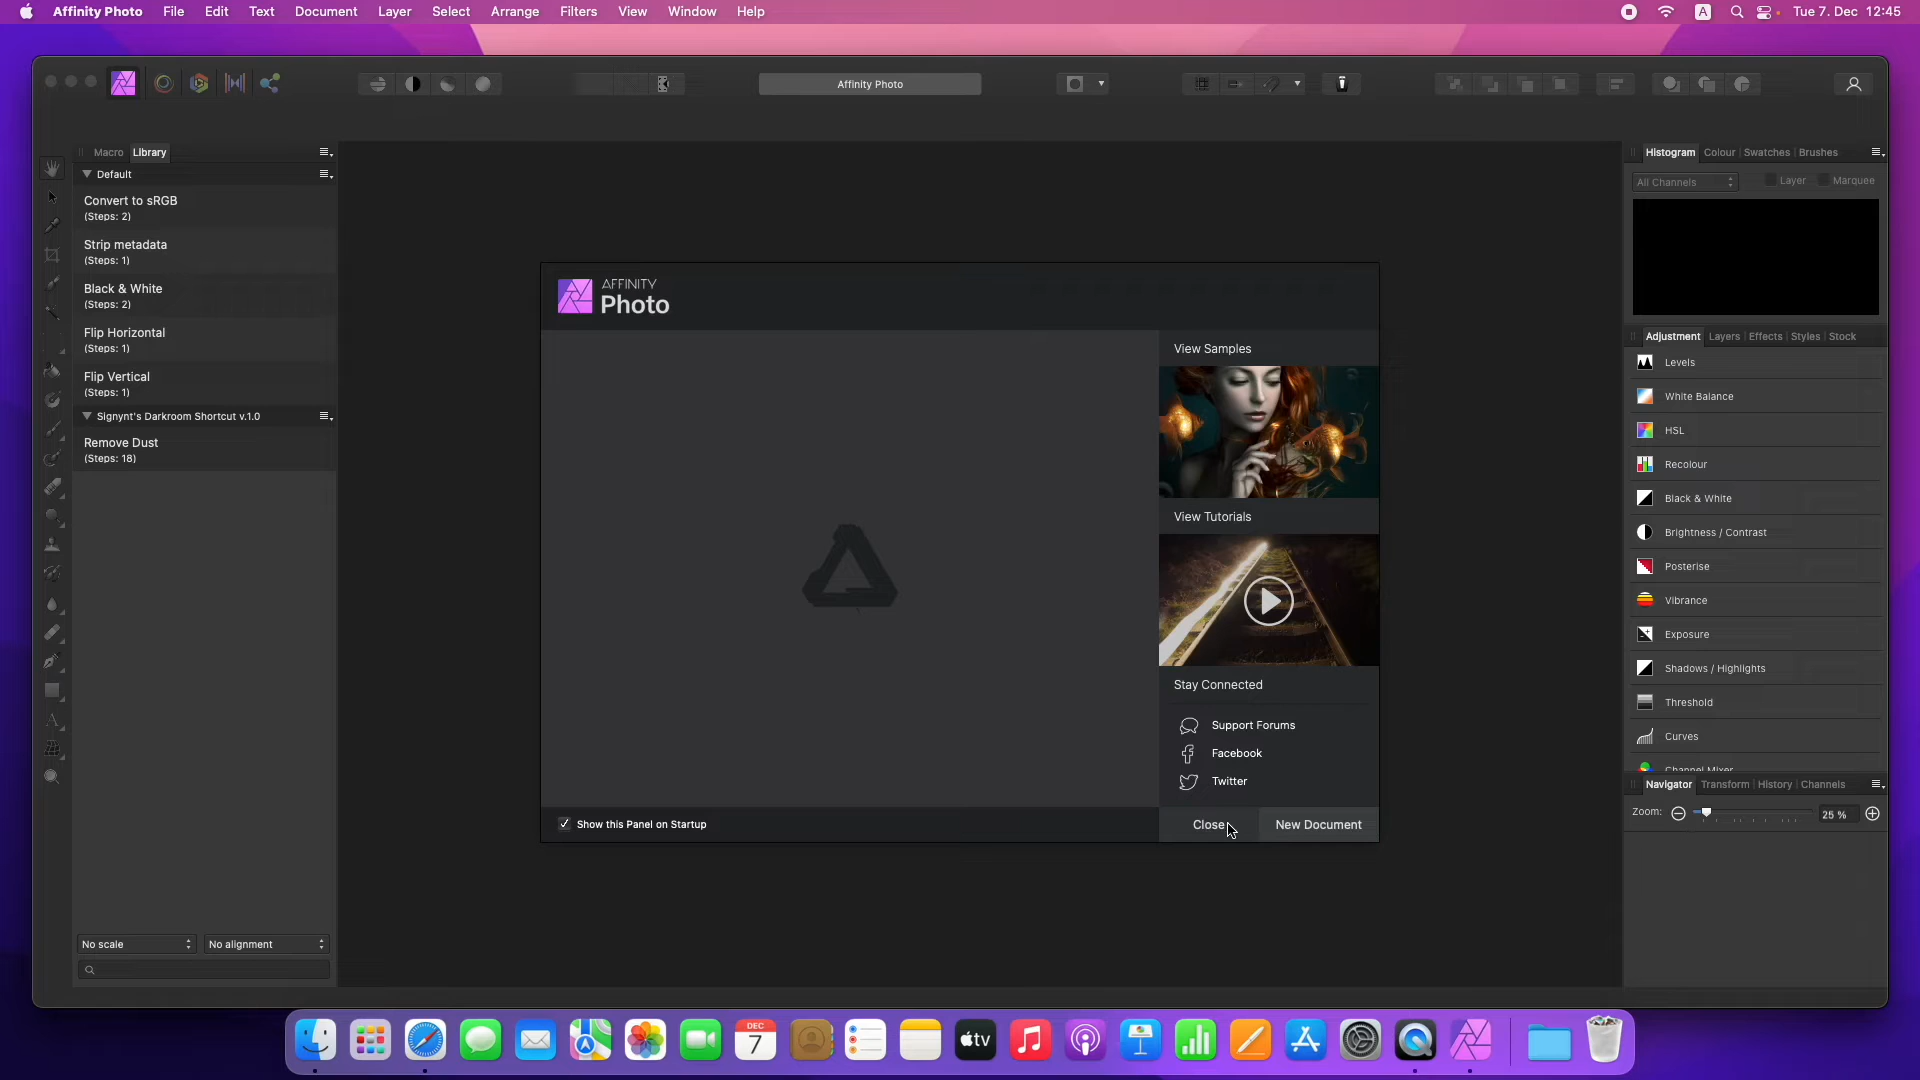 Affinity Photo File Edit Text Document Layer Select Arrange Filters View Window Help A Tue 7. Dec 12:45
Affinity Photo
Macro Library
Default
Convert to sRGB
(Steps: 2)
Strip metadata
(Steps: 1)
Black & White
(Steps: 2)
Flip Horizontal
(Steps: 1)
Flip Vertical
(Steps: 1)
Signynt's Darkroom Shortcut v.1.0
Remove Dust
(Steps: 18)
No scale No alignment
AFFINITY
Photo
View Samples
View Tutorials
Stay Connected
Support Forums
Facebook
Twitter
Show this Panel on Startup
Close New Document
Histogram Colour Swatches Brushes
All Channels Layer Marquee
Adjustment Layers Effects Styles Stock
Levels
White Balance
HSL
Recolour
Black & White
Brightness / Contrast
Posterise
Vibrance
Exposure
Shadows / Highlights
Threshold
Curves
Channel Mixer
Navigator Transform History Channels
Zoom: 25 %
DEC
7
tv